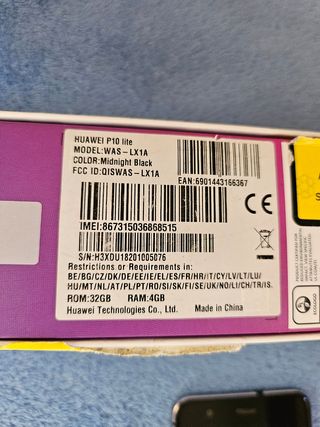 HUAWEI P10 lite
MODEL:WAS-LX1A
COLOR:Midnight Black
FCC ID:QISWAS-LX1A
EAN:6901443166367
IMEI:867315036868515
S/N:H3XDU18201005076
Restrictions or Requirements in:
BE/BG/CZ/DK/DE/EE/IE/EL/ES/FR/HR/IT/CY/LV/LT/LU/
HU/MT/NL/AT/PL/PT/RO/SI/SK/FI/SE/UK/NO/LI/CH/TR/IS.
ROM:32GB RAM:4GB
Huawei Technologies Co., Ltd. Made in China
CE